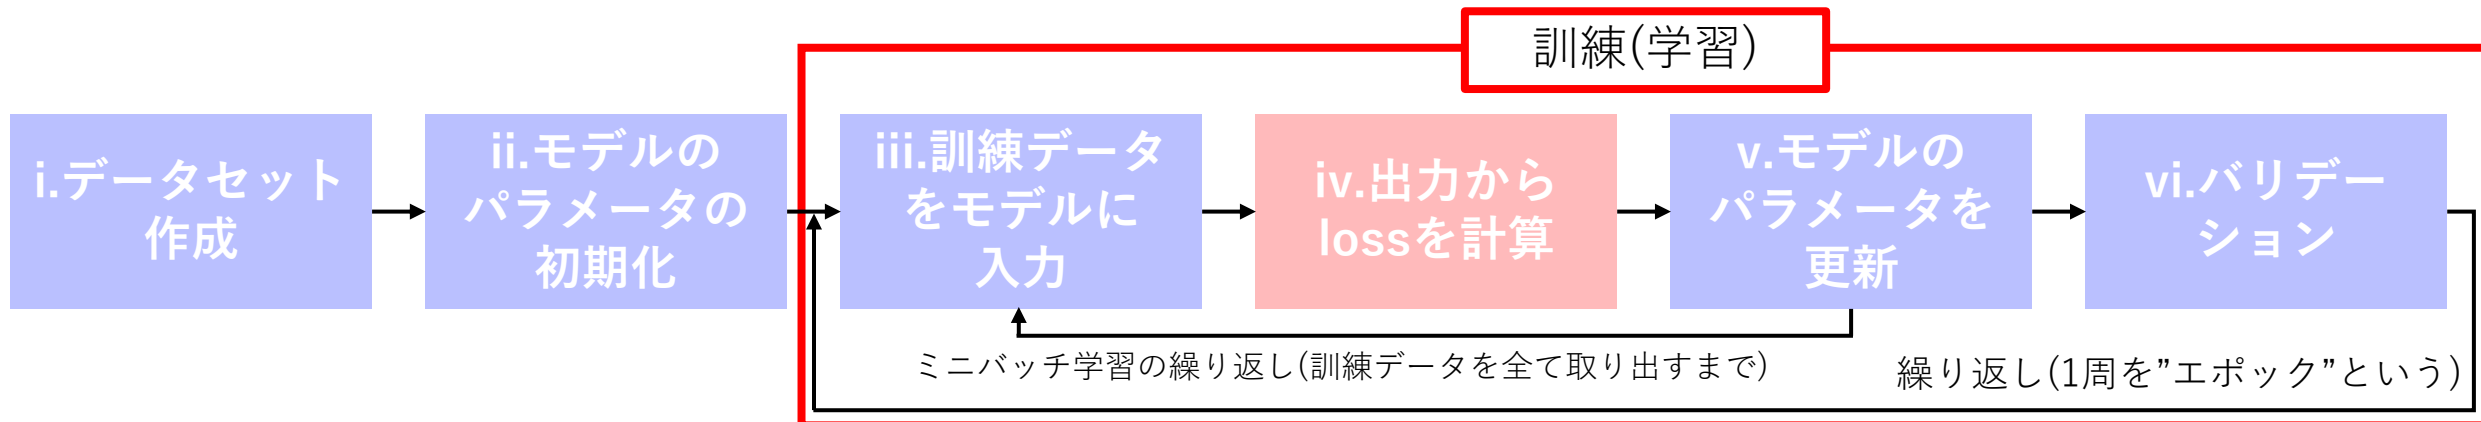 訓練(学習)
i.データセット
作成
ii.モデルの
パラメータの
初期化
iii.訓練データ
をモデルに
入力
iv.出力から
lossを計算
v.モデルの
パラメータを
更新
vi.バリデー
ション
ミニバッチ学習の繰り返し(訓練データを全て取り出すまで)
繰り返し(1周を”エポック”という)